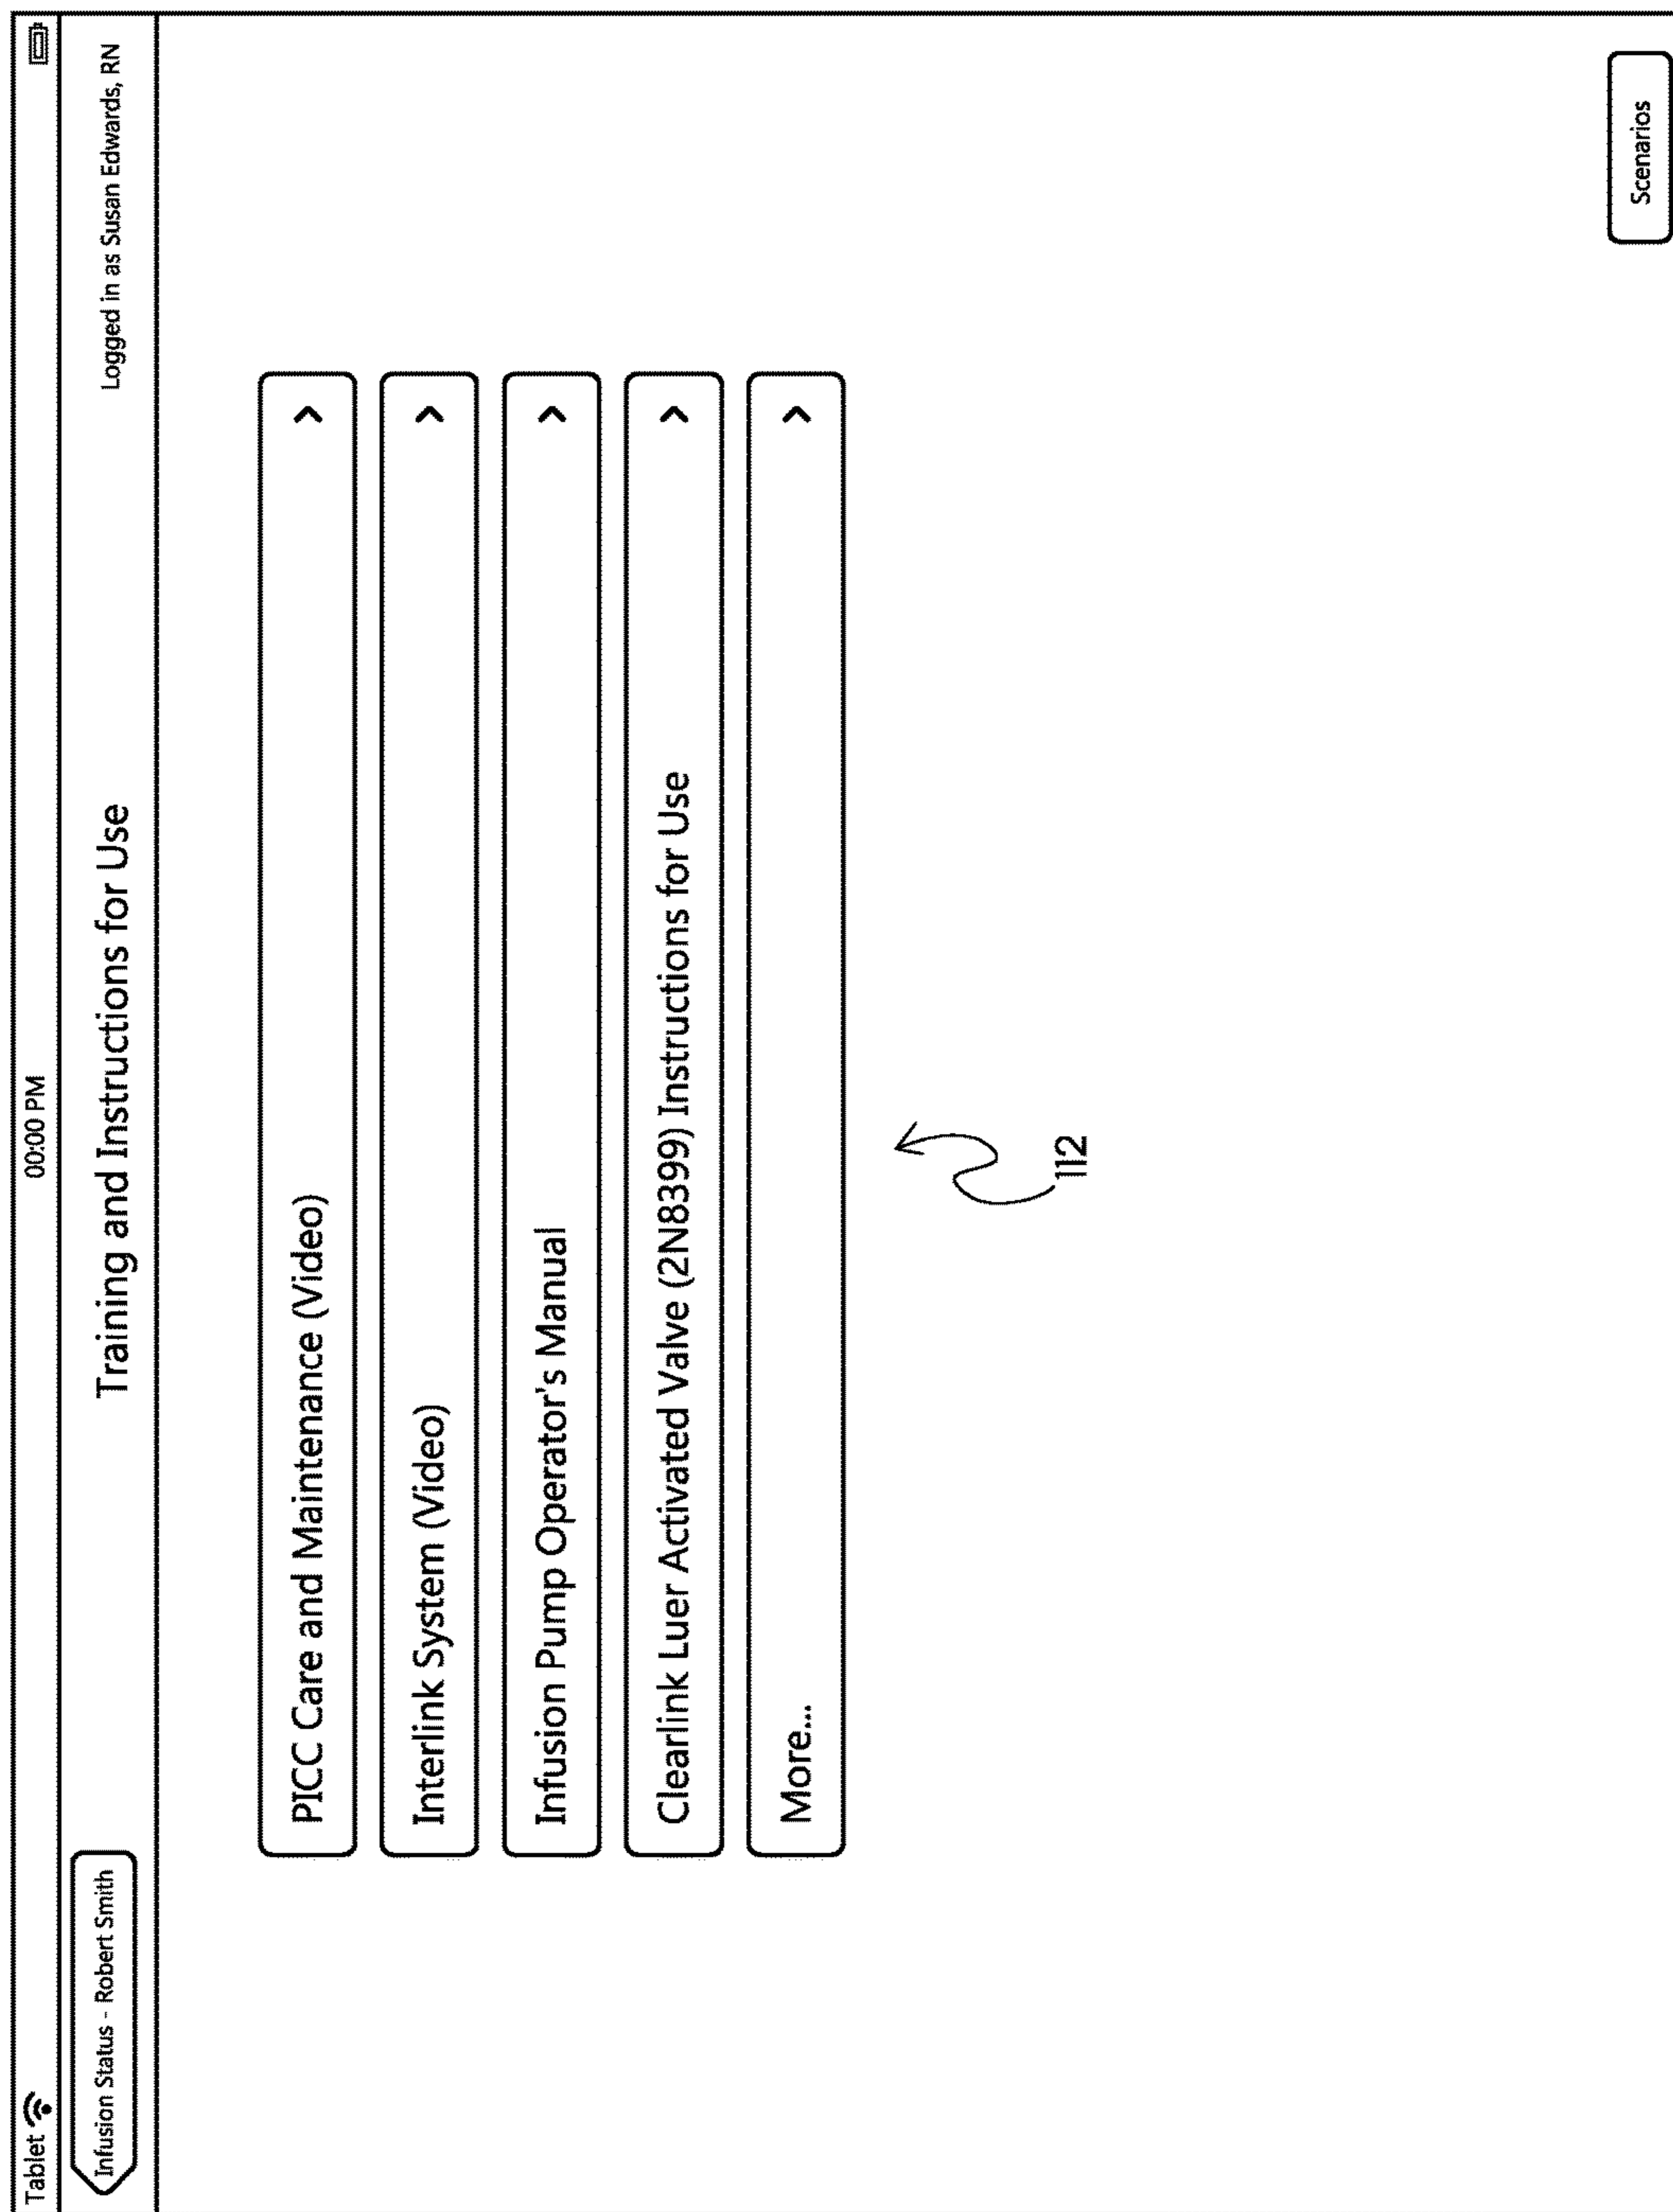 Tablet
00:00 PM
Infusion Status - Robert Smith
Training and Instructions for Use
Logged in as Susan Edwards, RN
PICC Care and Maintenance (Video)
Interlink System (Video)
Infusion Pump Operator's Manual
Clearlink Luer Activated Valve (2N8399) Instructions for Use
More...
112
Scenarios